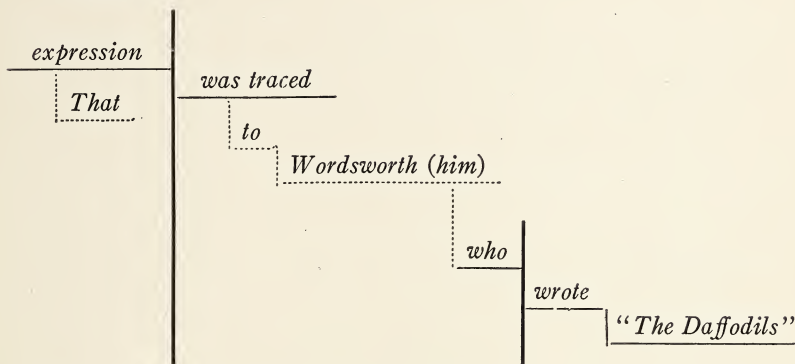 expression
was traced
That
to
Wordsworth (him)
who
wrote
"The Daffodils"